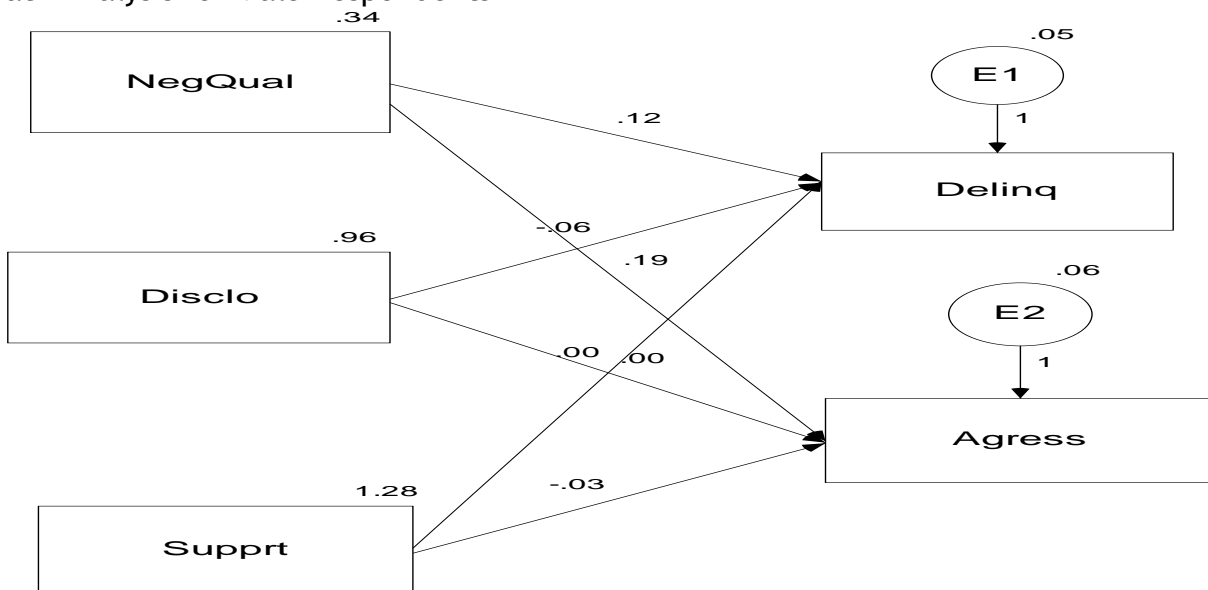 .34
NegQual
.05
E1
1
.12
Delinq
.96
Disclo
-.06
.19
.06
E2
1
.00
.00
Agress
1.28
-.03
Supprt